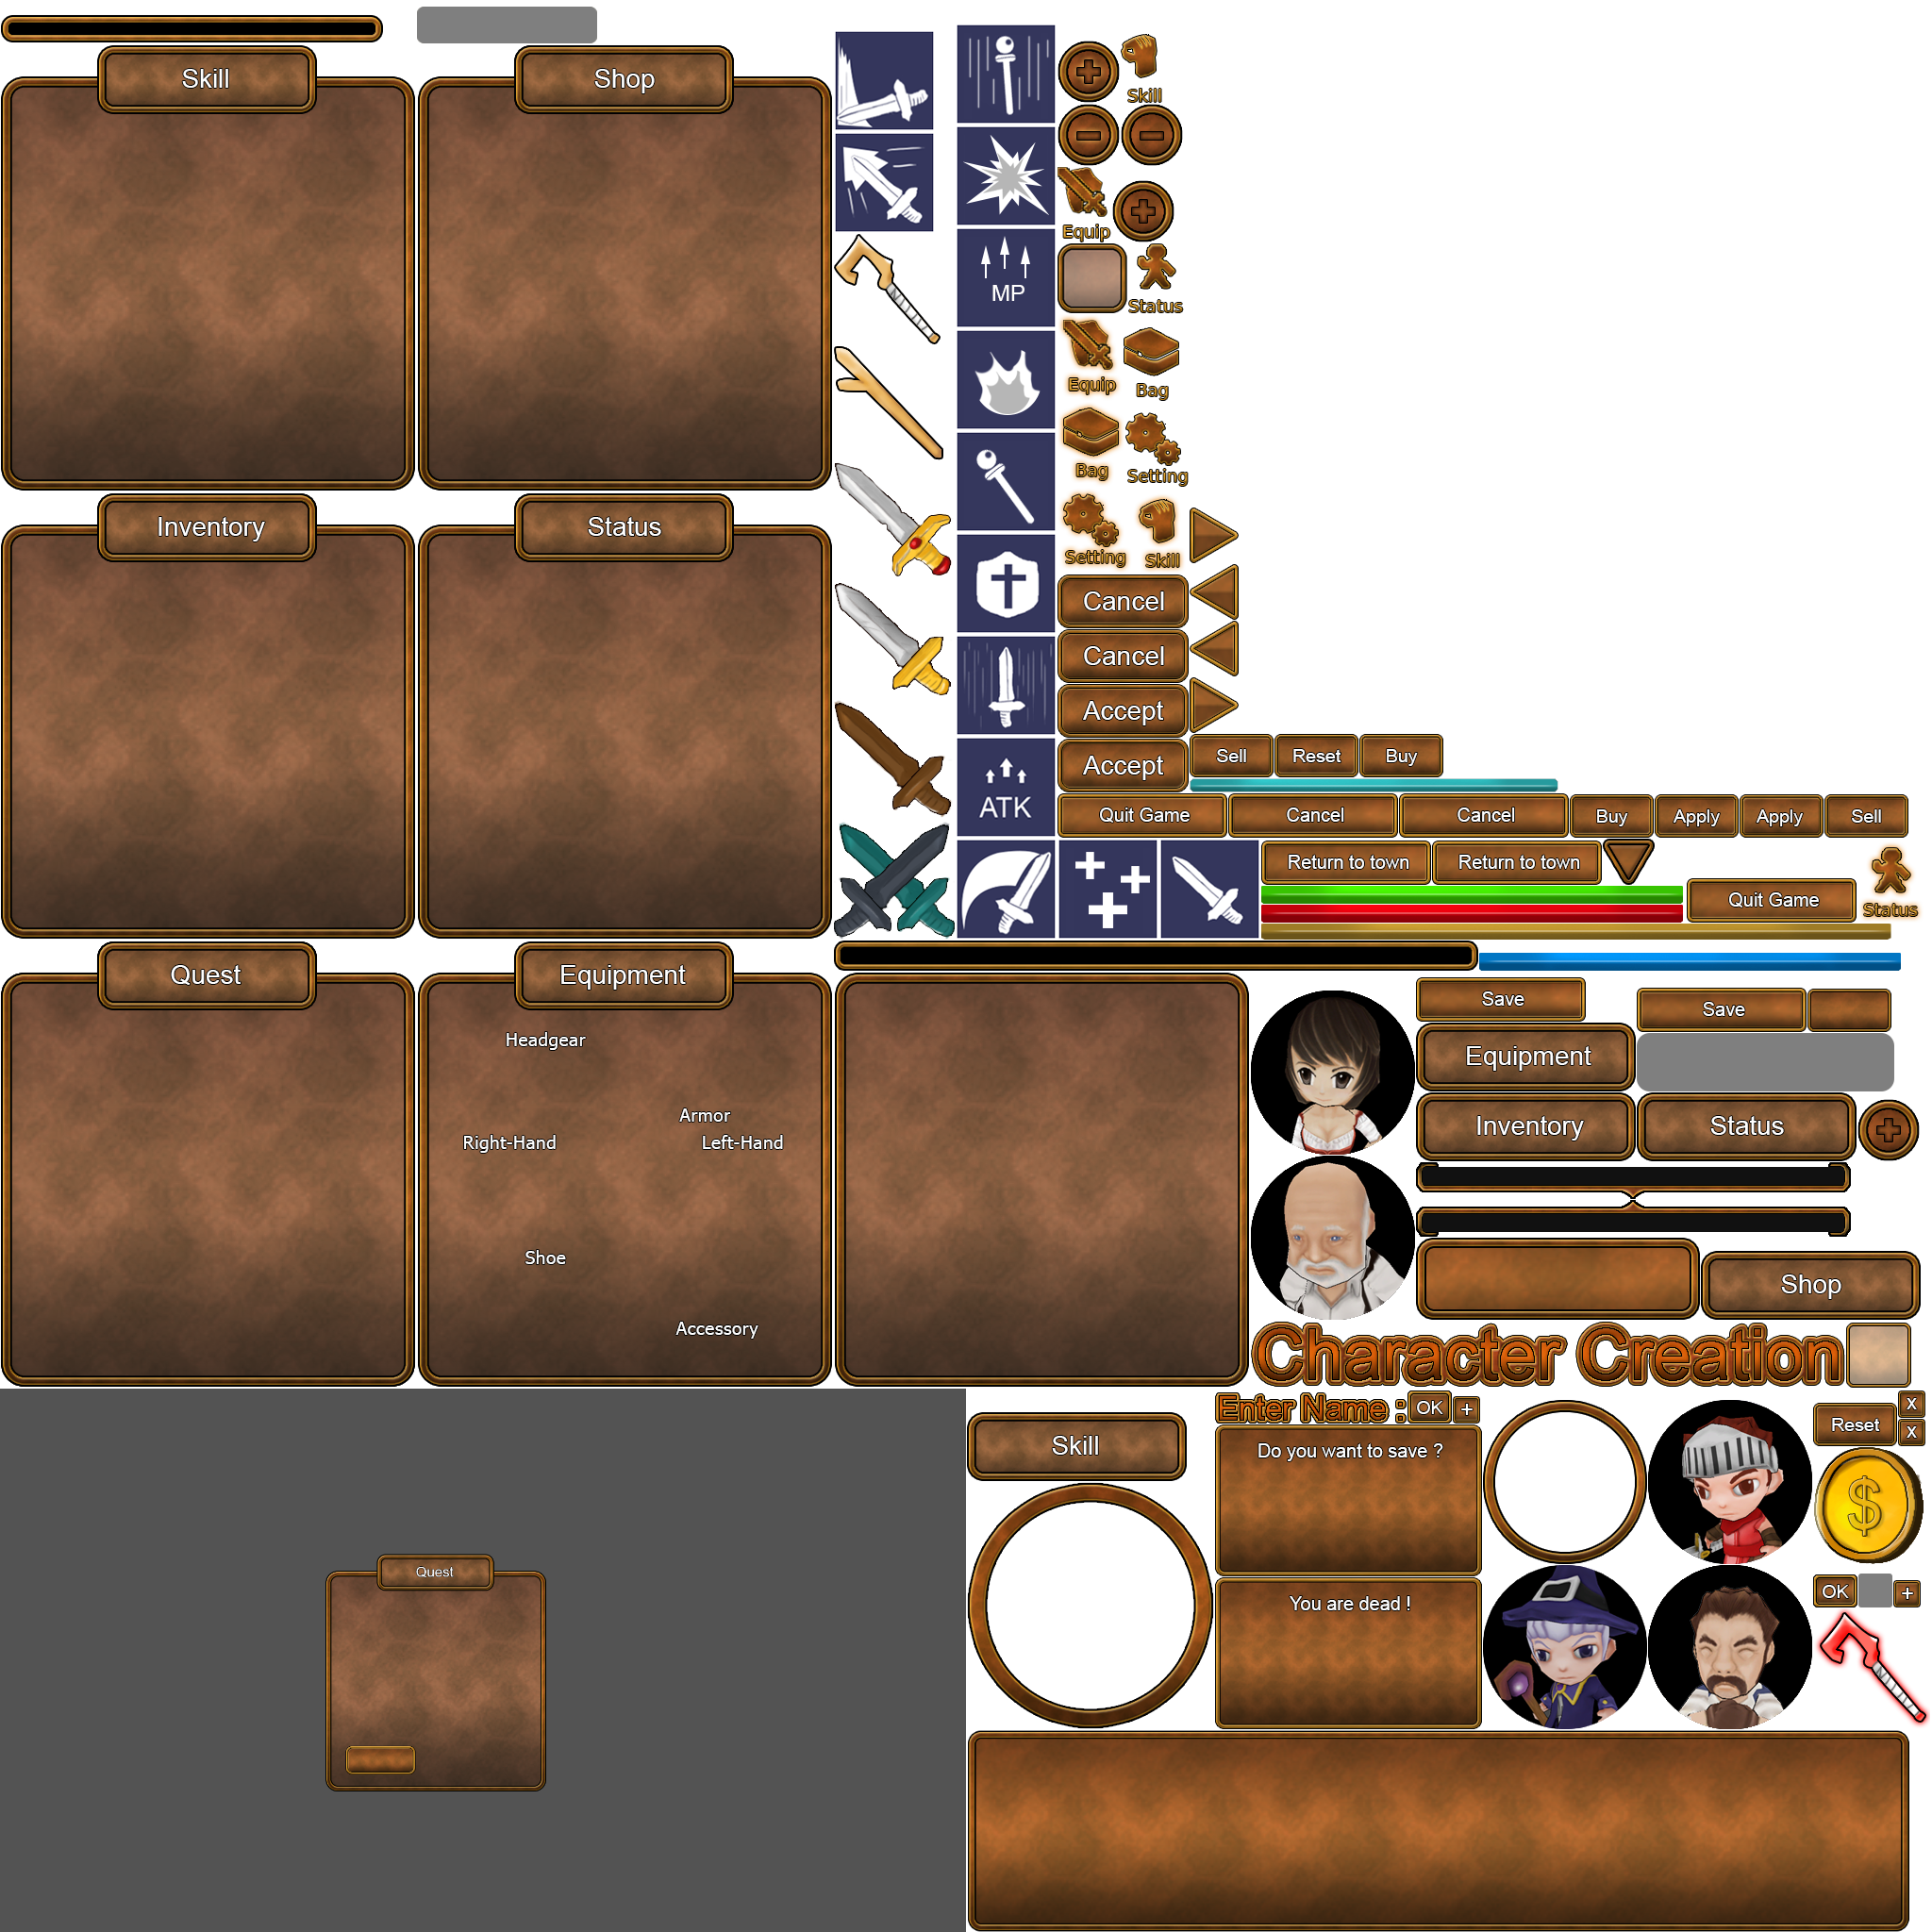 Skill
Shop
Skill
Equip
MP
Status
Equip
Bag
Bag
Setting
Inventory
Status
Setting
Skill
Cancel
Cancel
Accept
Accept
Sell
Reset
Buy
ATK
Quit Game
Cancel
Cancel
Buy
Apply
Apply
Sell
Return to town
Return to town
Quit Game
Status
Quest
Equipment
Headgear
Armor
Right-Hand
Left-Hand
Shoe
Accessory
Save
Save
Equipment
Inventory
Status
Shop
Character Creation
Enter Name :
OK
+
X
Reset
X
Skill
Do you want to save ?
$
Quest
You are dead !
OK
+